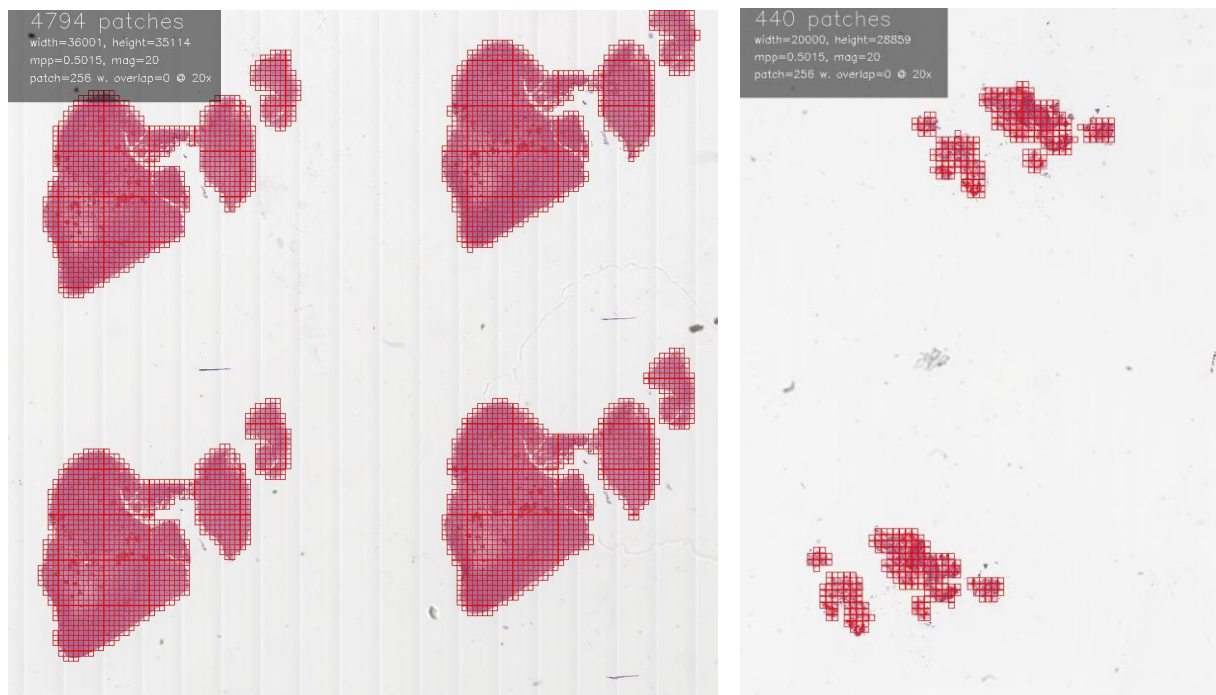 4794 patches
width=36001, height=35114
mpp=0.5015, mag=20
patch=256 w. overlap=0 @ 20x
440 patches
width=20000, height=28859
mpp=0.5015, mag=20
patch=256 w. overlap=0 @ 20x